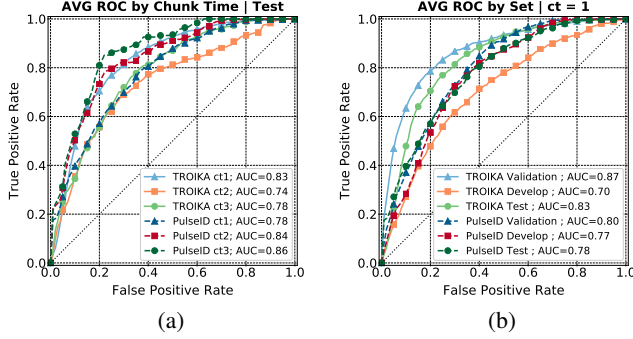 AVG ROC by Chunk Time | Test
True Positive Rate
1.0
0.8
0.6
0.4
0.2
0.0
TROIKA ct1; AUC=0.83
TROIKA ct2; AUC=0.74
TROIKA ct3; AUC=0.78
PulseID ct1; AUC=0.78
PulseID ct2; AUC=0.84
PulseID ct3; AUC=0.86
0.0 0.2 0.4 0.6 0.8 1.0
False Positive Rate
(a)
AVG ROC by Set | ct = 1
True Positive Rate
1.0
0.8
0.6
0.4
0.2
0.0
TROIKA Validation ; AUC=0.87
TROIKA Develop ; AUC=0.70
TROIKA Test ; AUC=0.83
PulseID Validation ; AUC=0.80
PulseID Develop ; AUC=0.77
PulseID Test ; AUC=0.78
0.0 0.2 0.4 0.6 0.8 1.0
False Positive Rate
(b)